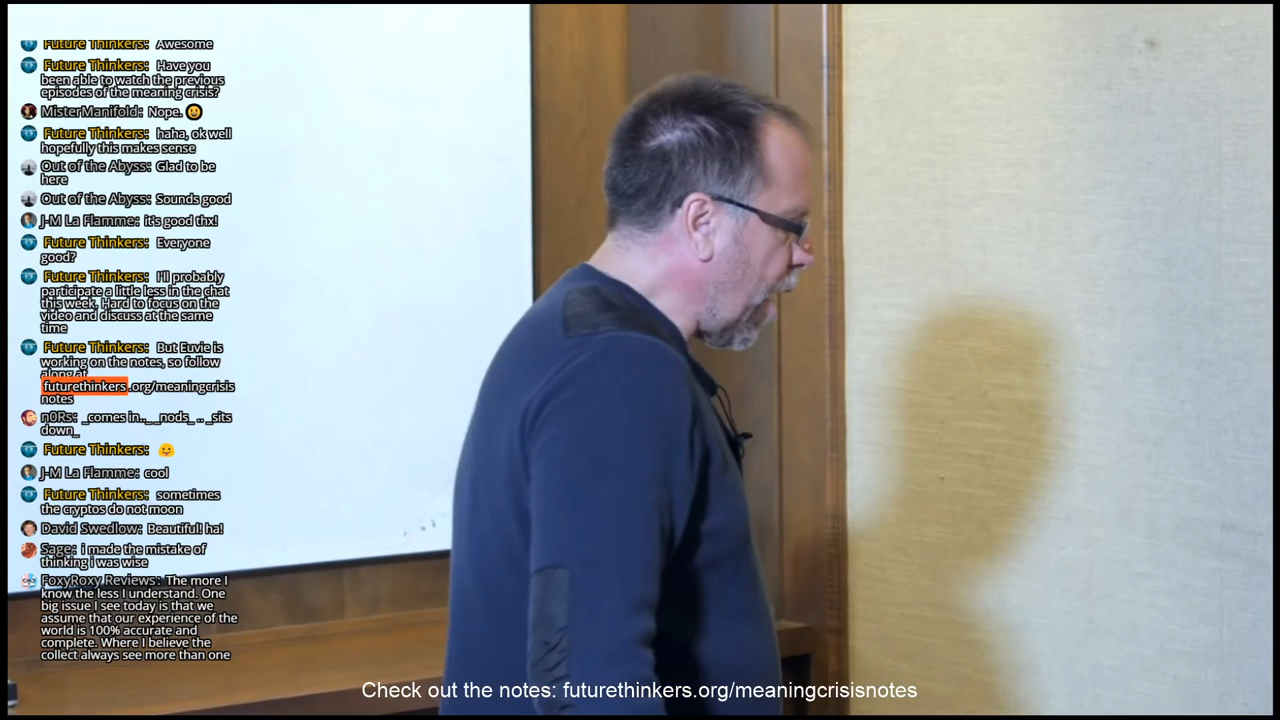 Future Thinkers: Awesome
Future Thinkers: Have you
been able to watch the previous
episodes of the meaning crisis?
MisterManifold: Nope.
Future Thinkers: haha, ok well
hopefully this makes sense
Out of the Abyss: Glad to be
here
Out of the Abyss: Sounds good
J-M La Flamme: it's good thx!
Future Thinkers: Everyone
good?
Future Thinkers: I'll probably
participate a little less in the chat
this week. Hard to focus on the
video and discuss at the same
time
Future Thinkers: But Euvie is
working on the notes, so follow
along at
futurethinkers.org/meaningcrisis
notes
n0Rs: _comes in.._ _nods_ .. _sits
down_
Future Thinkers:
J-M La Flamme: cool
Future Thinkers: sometimes
the cryptos do not moon
David Swedlow: Beautiful! ha!
Sage: i made the mistake of
thinking i was wise
FoxyRoxy Reviews: The more I
know the less I understand. One
big issue I see today is that we
assume that our experience of the
world is 100% accurate and
complete. Where I believe the
collect always see more than one
Check out the notes: futurethinkers.org/meaningcrisisnotes